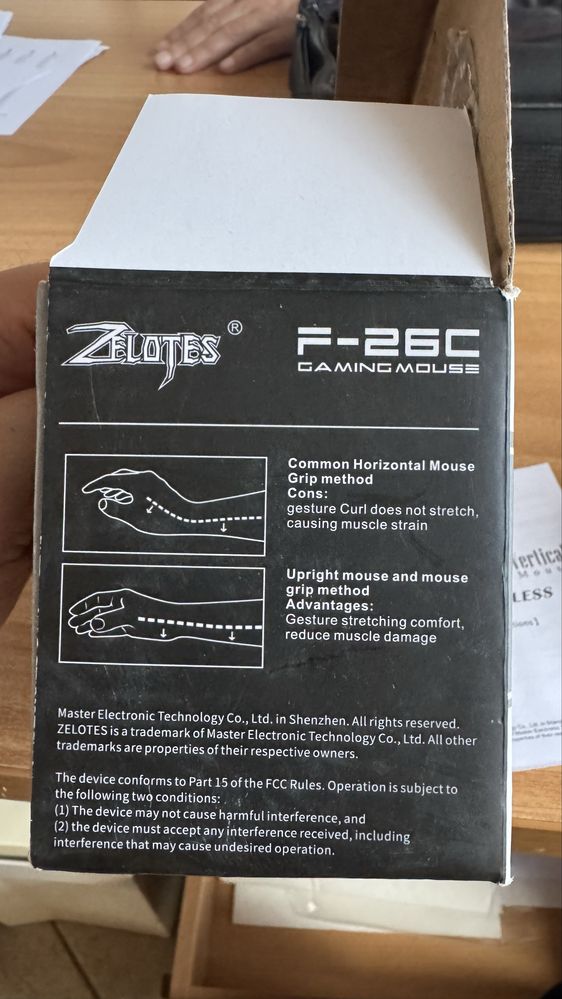 ZELOTES ®
F-26C
GAMING MOUSE
Common Horizontal Mouse
Grip method
Cons:
gesture Curl does not stretch,
causing muscle strain
Upright mouse and mouse
grip method
Advantages:
Gesture stretching comfort,
reduce muscle damage
Master Electronic Technology Co., Ltd. in Shenzhen. All rights reserved.
ZELOTES is a trademark of Master Electronic Technology Co., Ltd. All other
trademarks are properties of their respective owners.
The device conforms to Part 15 of the FCC Rules. Operation is subject to
the following two conditions:
(1) The device may not cause harmful interference, and
(2) the device must accept any interference received, including
interference that may cause undesired operation.
Vertical